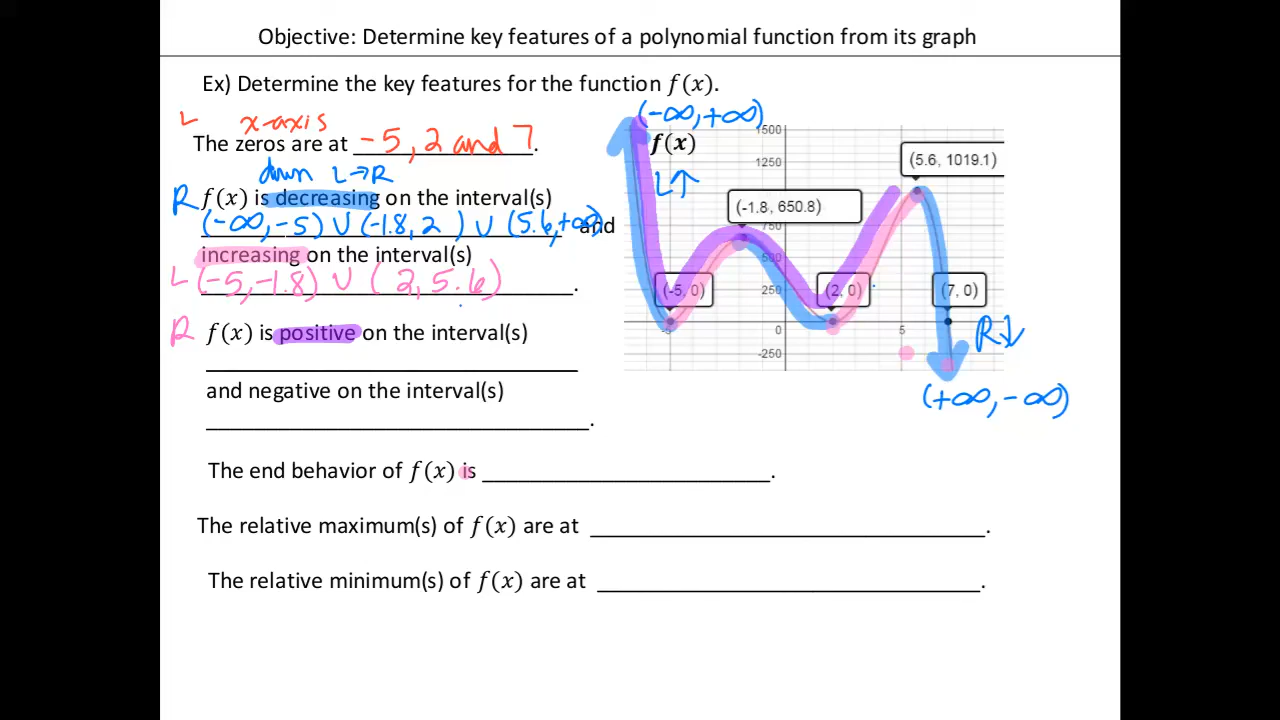 Objective: Determine key features of a polynomial function from its graph
Ex) Determine the key features for the function f(x).
L x-axis
The zeros are at -5, 2 and 7.
down L→R
R f(x) is decreasing on the interval(s)
(-∞, -5) ∪ (-1.8, 2) ∪ (5.6, +∞) and
increasing on the interval(s)
L (-5, -1.8) ∪ (2, 5.6).
R f(x) is positive on the interval(s)
and negative on the interval(s)
.
The end behavior of f(x) is .
The relative maximum(s) of f(x) are at .
The relative minimum(s) of f(x) are at .
(-∞, +∞)
f(x)
L↑
1500
1250
(5.6, 1019.1)
(-1.8, 650.8)
750
500
250
(-5, 0)
(2, 0)
(7, 0)
-5
0
5
-250
R↓
(+∞, -∞)